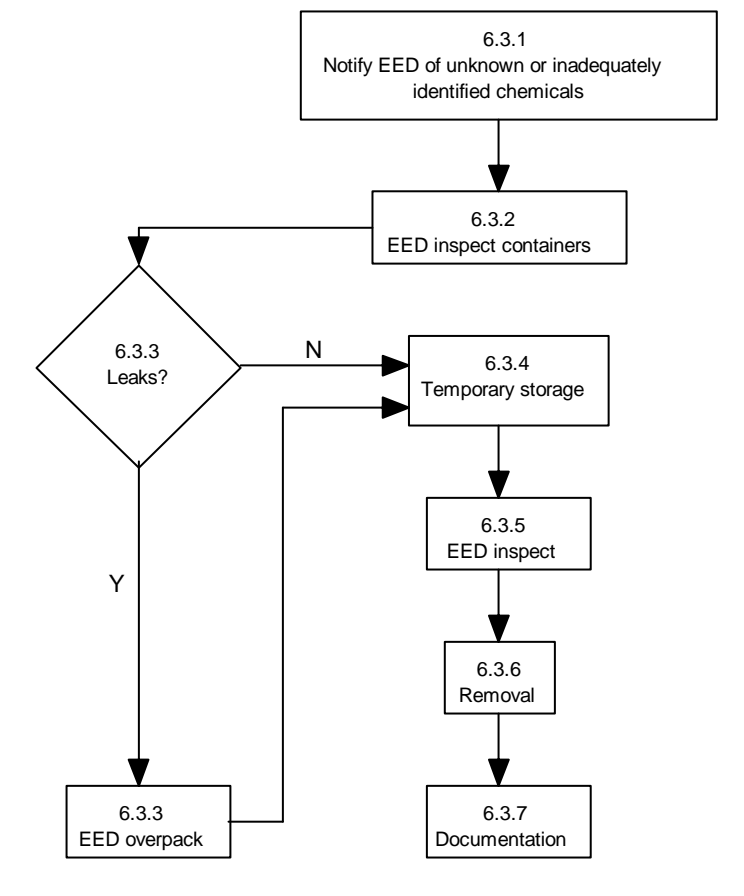 6.3.1
Notify EED of unknown or inadequately
identified chemicals
6.3.2
EED inspect containers
6.3.3
Leaks?
N
6.3.4
Temporary storage
6.3.5
EED inspect
Y
6.3.6
Removal
6.3.3
EED overpack
6.3.7
Documentation